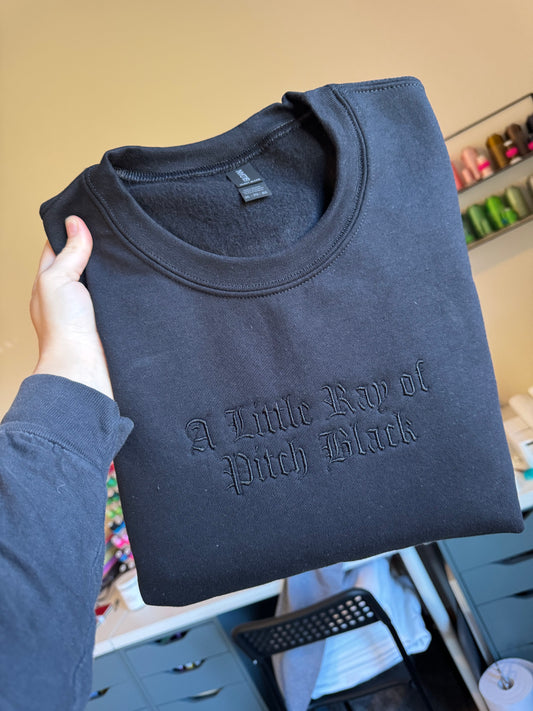 A Little Ray of
Pitch Black